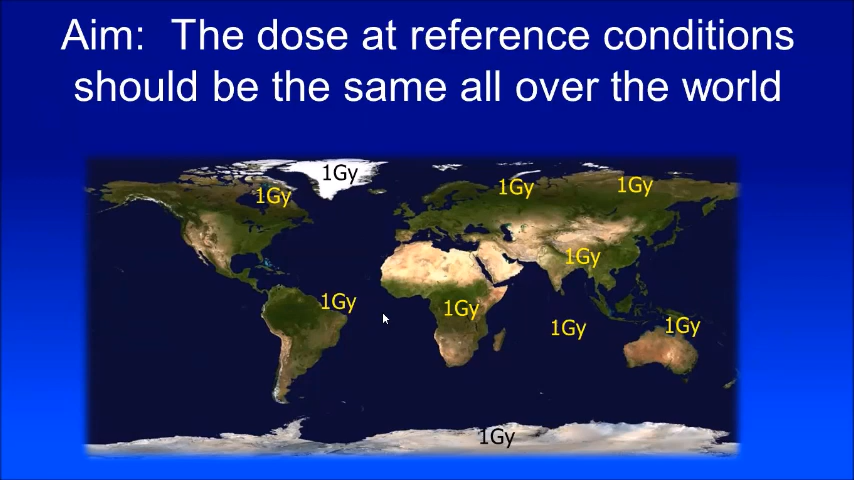 Aim:  The dose at reference conditions
should be the same all over the world
1Gy
1Gy
1Gy
1Gy
1Gy
1Gy
1Gy
1Gy
1Gy
1Gy